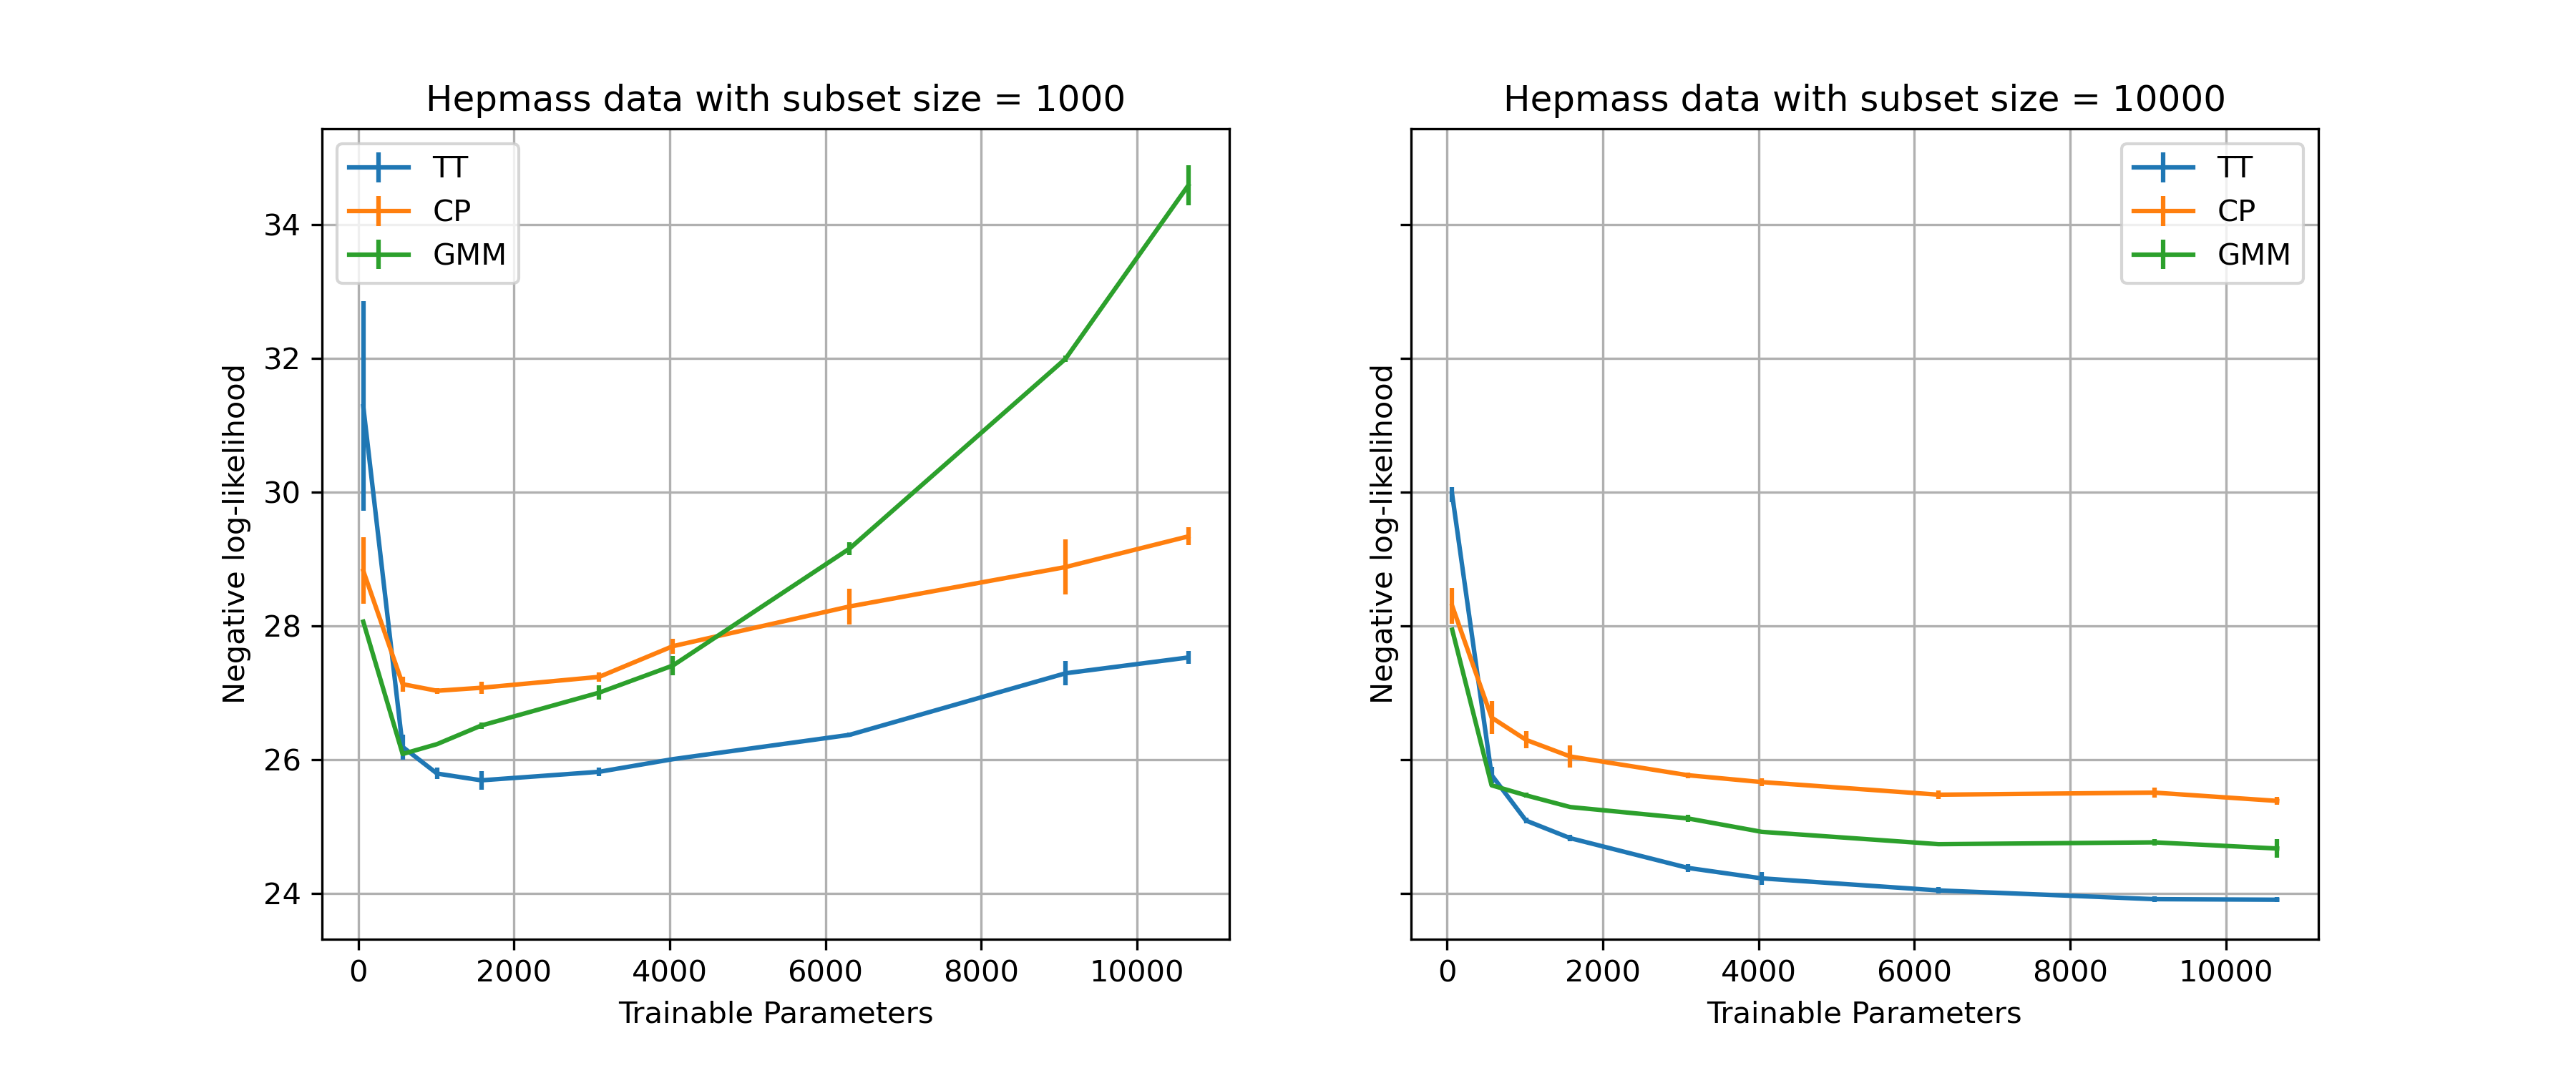 Hepmass data with subset size = 1000
TT
CP
GMM
34
32
30
28
26
24
Negative log-likelihood
0 2000 4000 6000 8000 10000
Trainable Parameters
Hepmass data with subset size = 10000
TT
CP
GMM
Negative log-likelihood
0 2000 4000 6000 8000 10000
Trainable Parameters